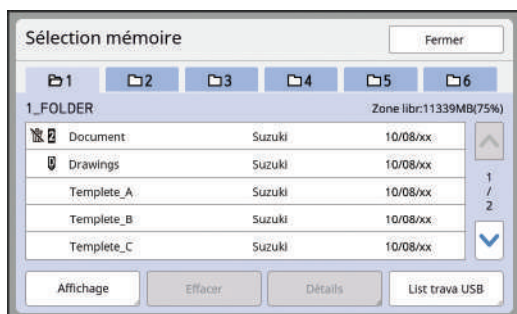 Sélection mémoire Fermer
1 2 3 4 5 6
1_FOLDER Zone libr:11339MB(75%)
2 Document Suzuki 10/08/xx
Drawings Suzuki 10/08/xx
Templete_A Suzuki 10/08/xx
Templete_B Suzuki 10/08/xx
Templete_C Suzuki 10/08/xx
1
/
2
Affichage Effacer Détails List trava USB